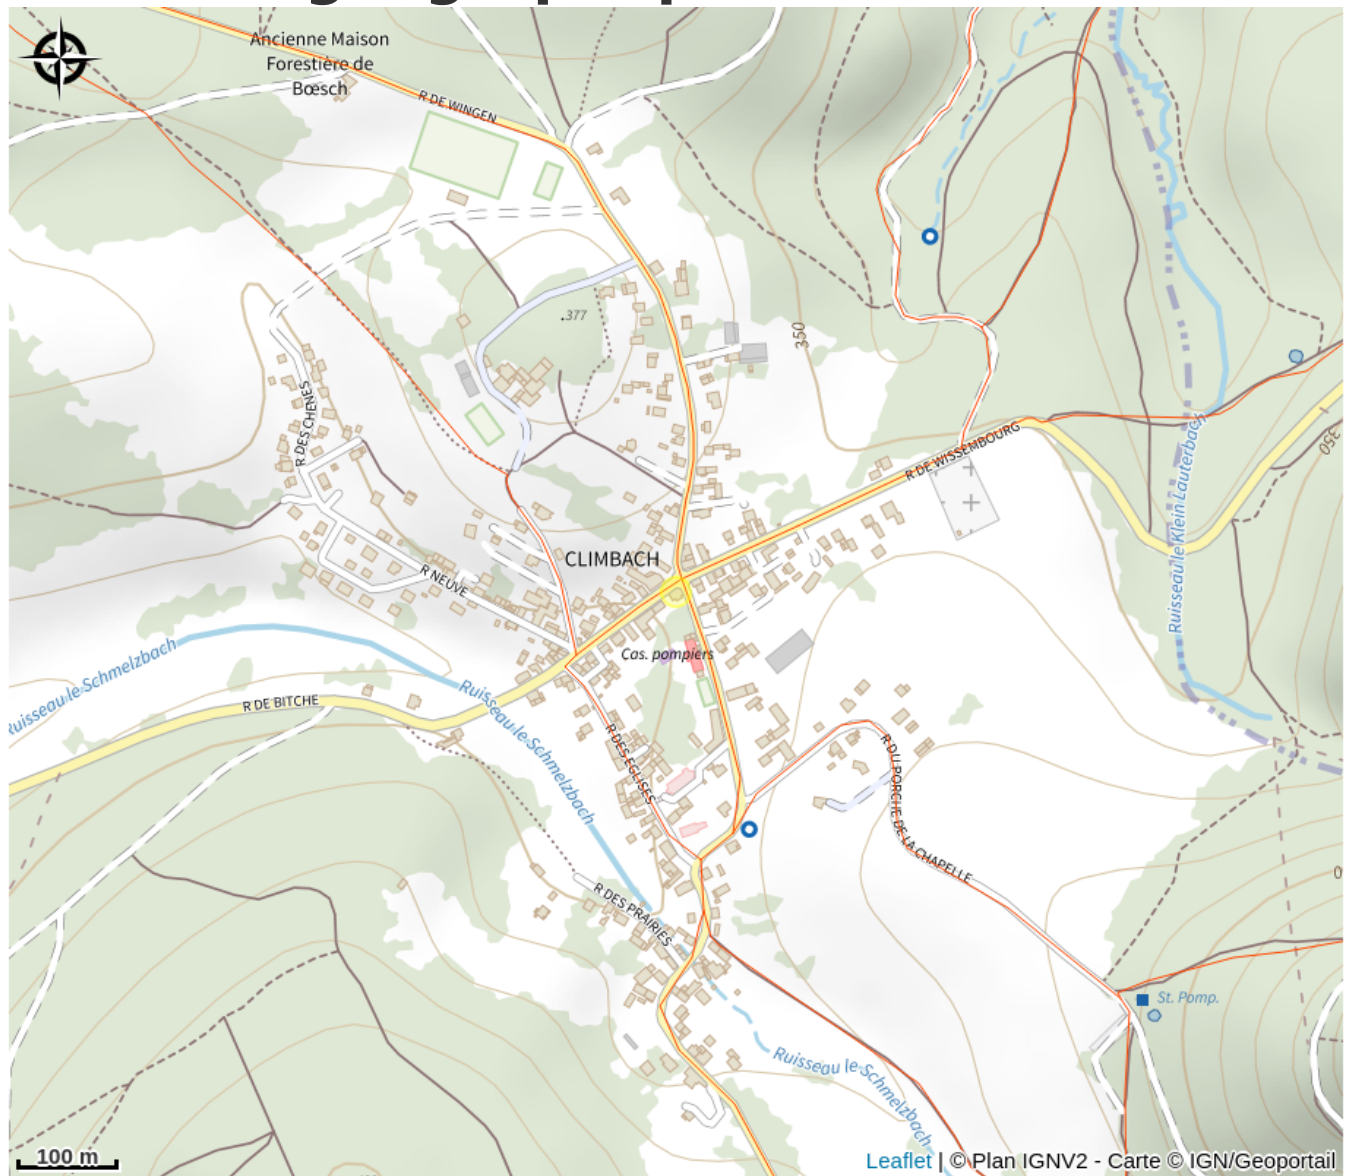 Ancienne Maison
Forestière de
Bœsch
R DE WINGEN
.377
350
R DES CHENES
R DE WISSEMBOURG
350
Ruisseau le Klein Lauterbach
CLIMBACH
R NEUVE
Cas. pompiers
Ruisseau le Schmelzbach
R DE BITCHE
Ruisseau le Schmelzbach
R DES EGLISES
R DU PORCHE DE LA CHAPELLE
R DES PRAIRIES
St. Pomp.
Ruisseau le Schmelzbach
100 m
Leaflet | © Plan IGNV2 - Carte © IGN/Geoportail